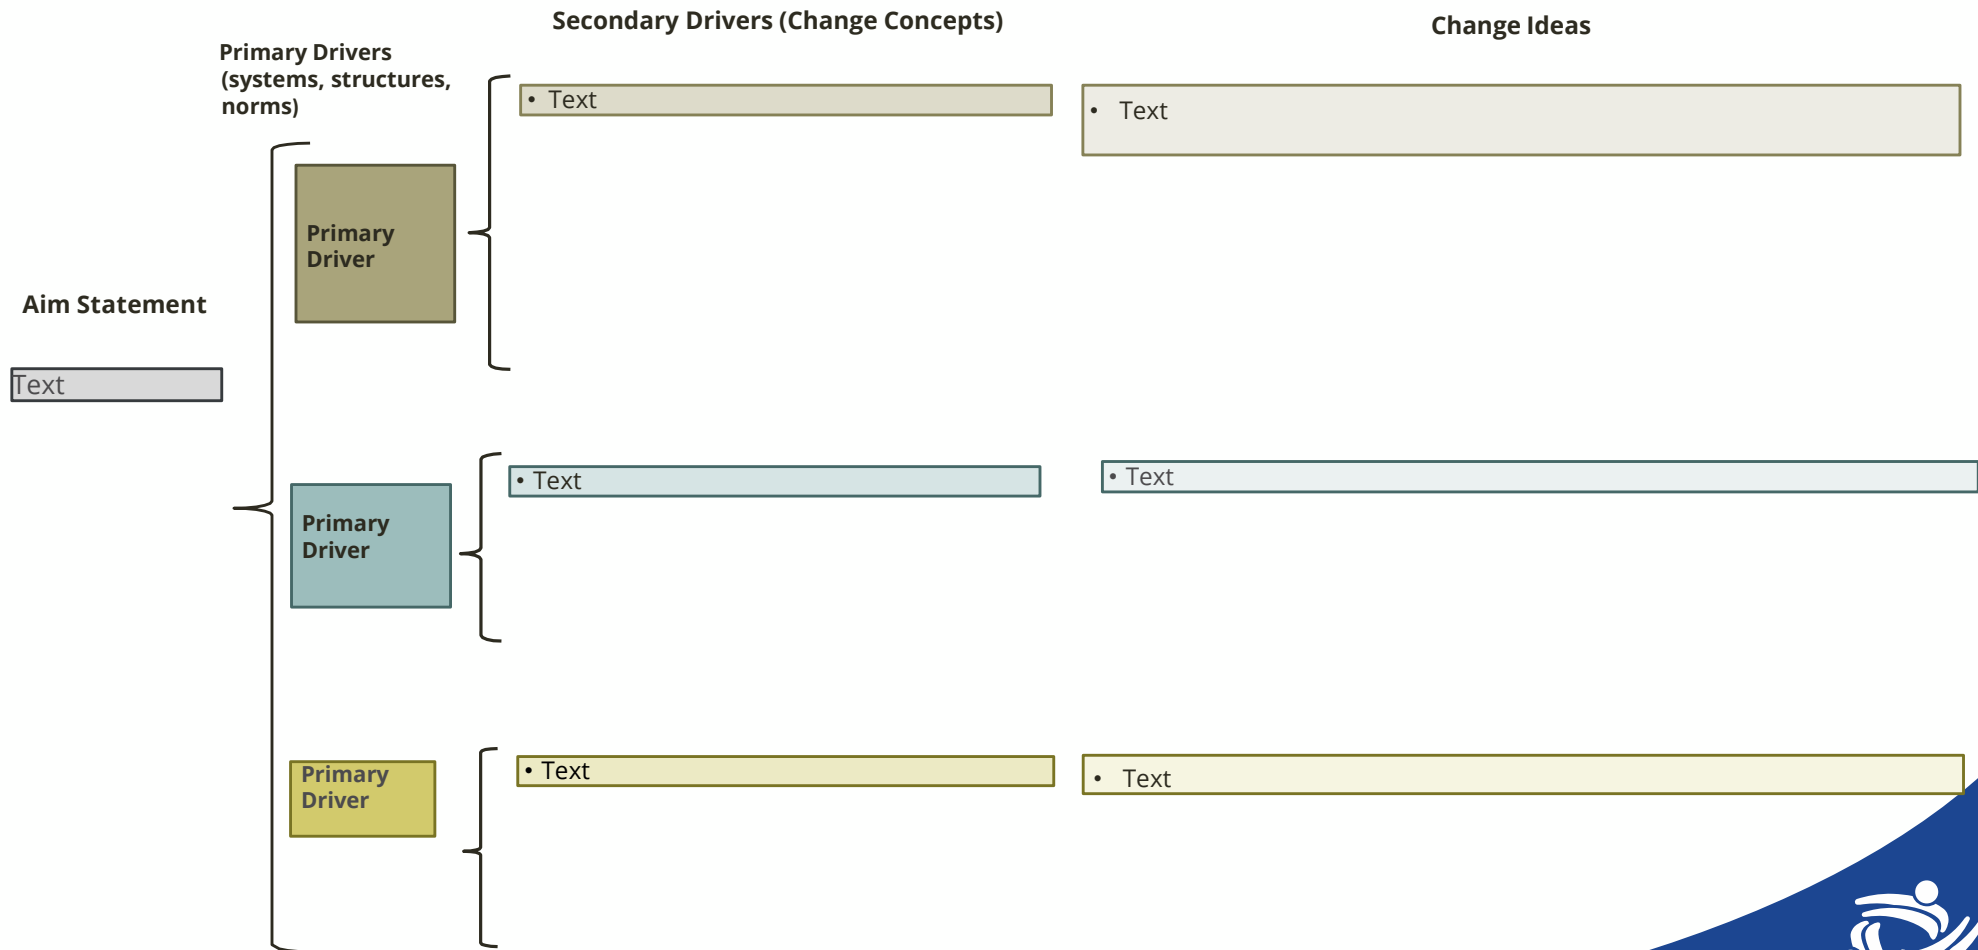 Secondary Drivers (Change Concepts)
Change Ideas
Primary Drivers
(systems, structures,
norms)
• Text
• Text
Primary
Driver
Aim Statement
Text
• Text
• Text
Primary
Driver
Primary
Driver
• Text
• Text